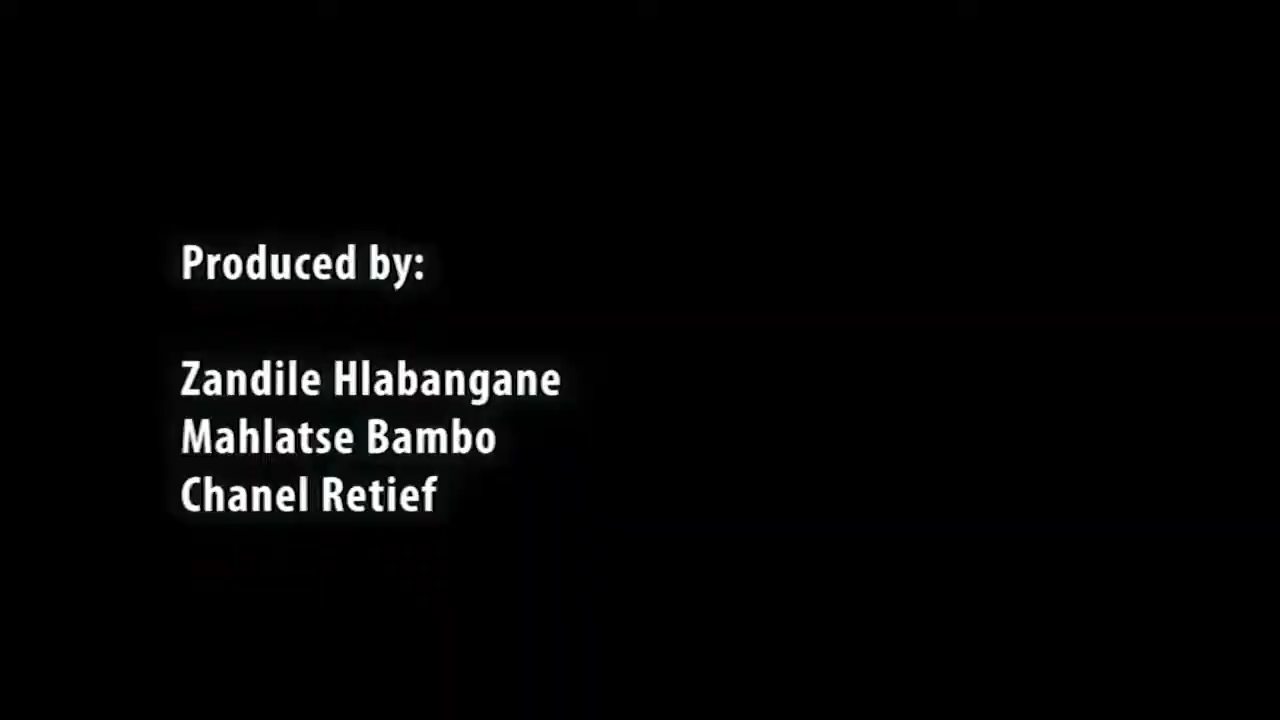 Produced by:
Zandile Hlabangane
Mahlatse Bambo
Chanel Retief